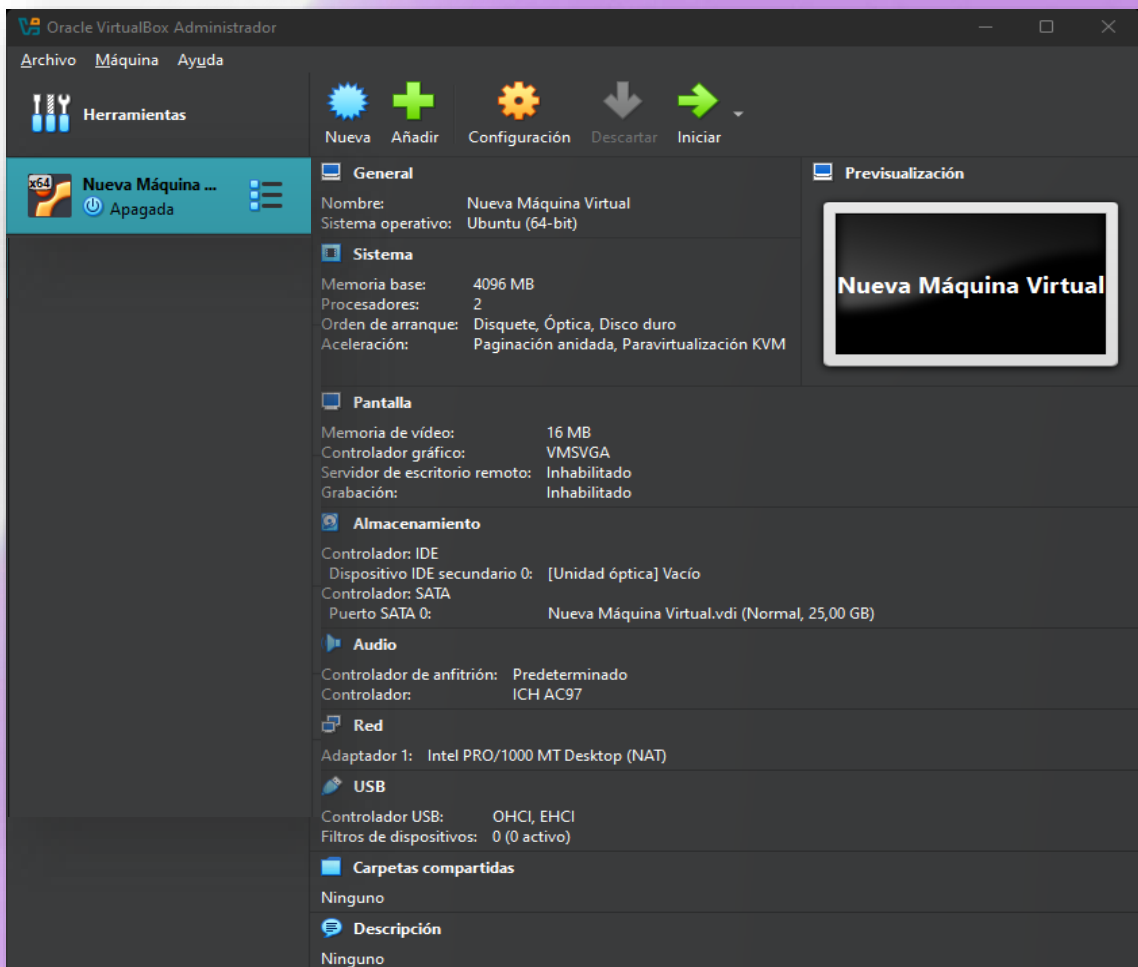 Oracle VirtualBox Administrador
Archivo Máquina Ayuda
Herramientas
Nueva Añadir Configuración Descartar Iniciar
x64
Nueva Máquina ...
Apagada
General
Nombre: Nueva Máquina Virtual
Sistema operativo: Ubuntu (64-bit)
Previsualización
Nueva Máquina Virtual
Sistema
Memoria base: 4096 MB
Procesadores: 2
Orden de arranque: Disquete, Óptica, Disco duro
Aceleración: Paginación anidada, Paravirtualización KVM
Pantalla
Memoria de vídeo: 16 MB
Controlador gráfico: VMSVGA
Servidor de escritorio remoto: Inhabilitado
Grabación: Inhabilitado
Almacenamiento
Controlador: IDE
Dispositivo IDE secundario 0: [Unidad óptica] Vacío
Controlador: SATA
Puerto SATA 0: Nueva Máquina Virtual.vdi (Normal, 25,00 GB)
Audio
Controlador de anfitrión: Predeterminado
Controlador: ICH AC97
Red
Adaptador 1: Intel PRO/1000 MT Desktop (NAT)
USB
Controlador USB: OHCI, EHCI
Filtros de dispositivos: 0 (0 activo)
Carpetas compartidas
Ninguno
Descripción
Ninguno